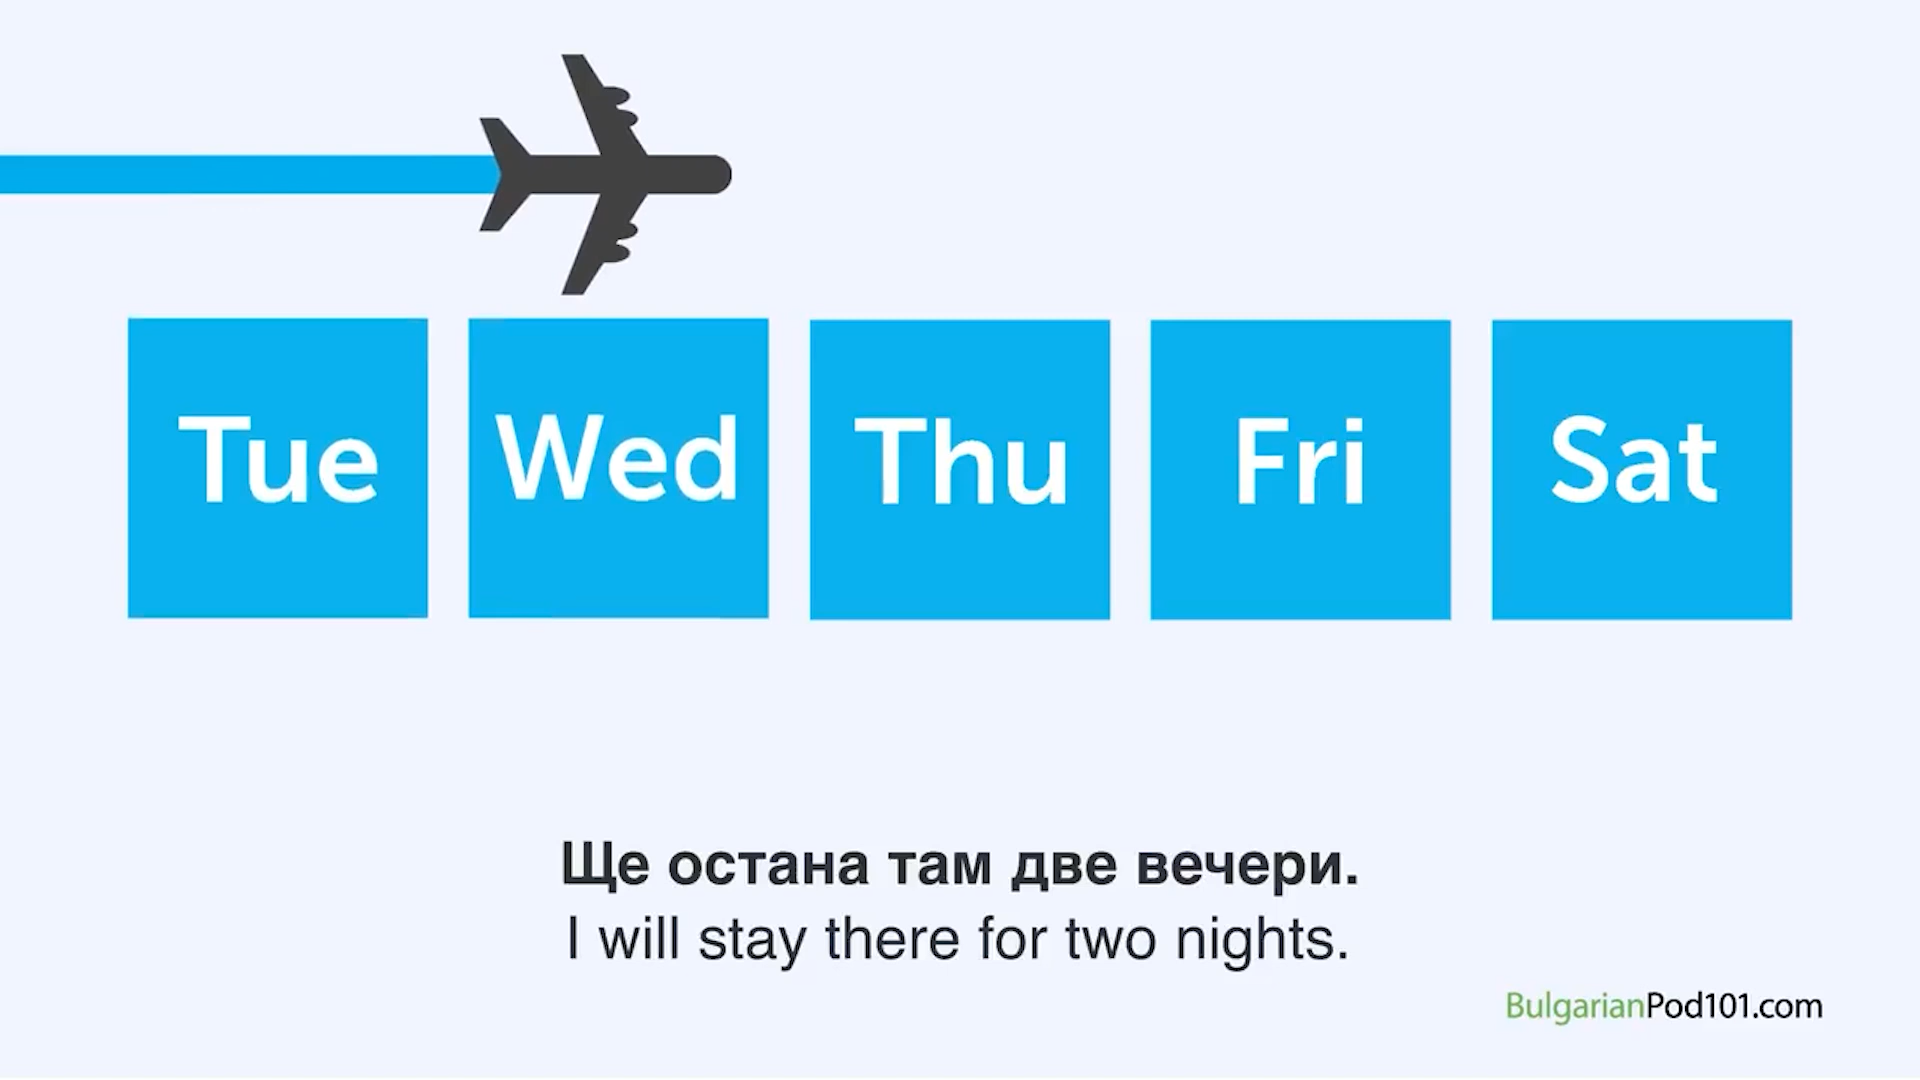 Tue Wed Thu Fri Sat
Ще остана там две вечери.
I will stay there for two nights.
BulgarianPod101.com